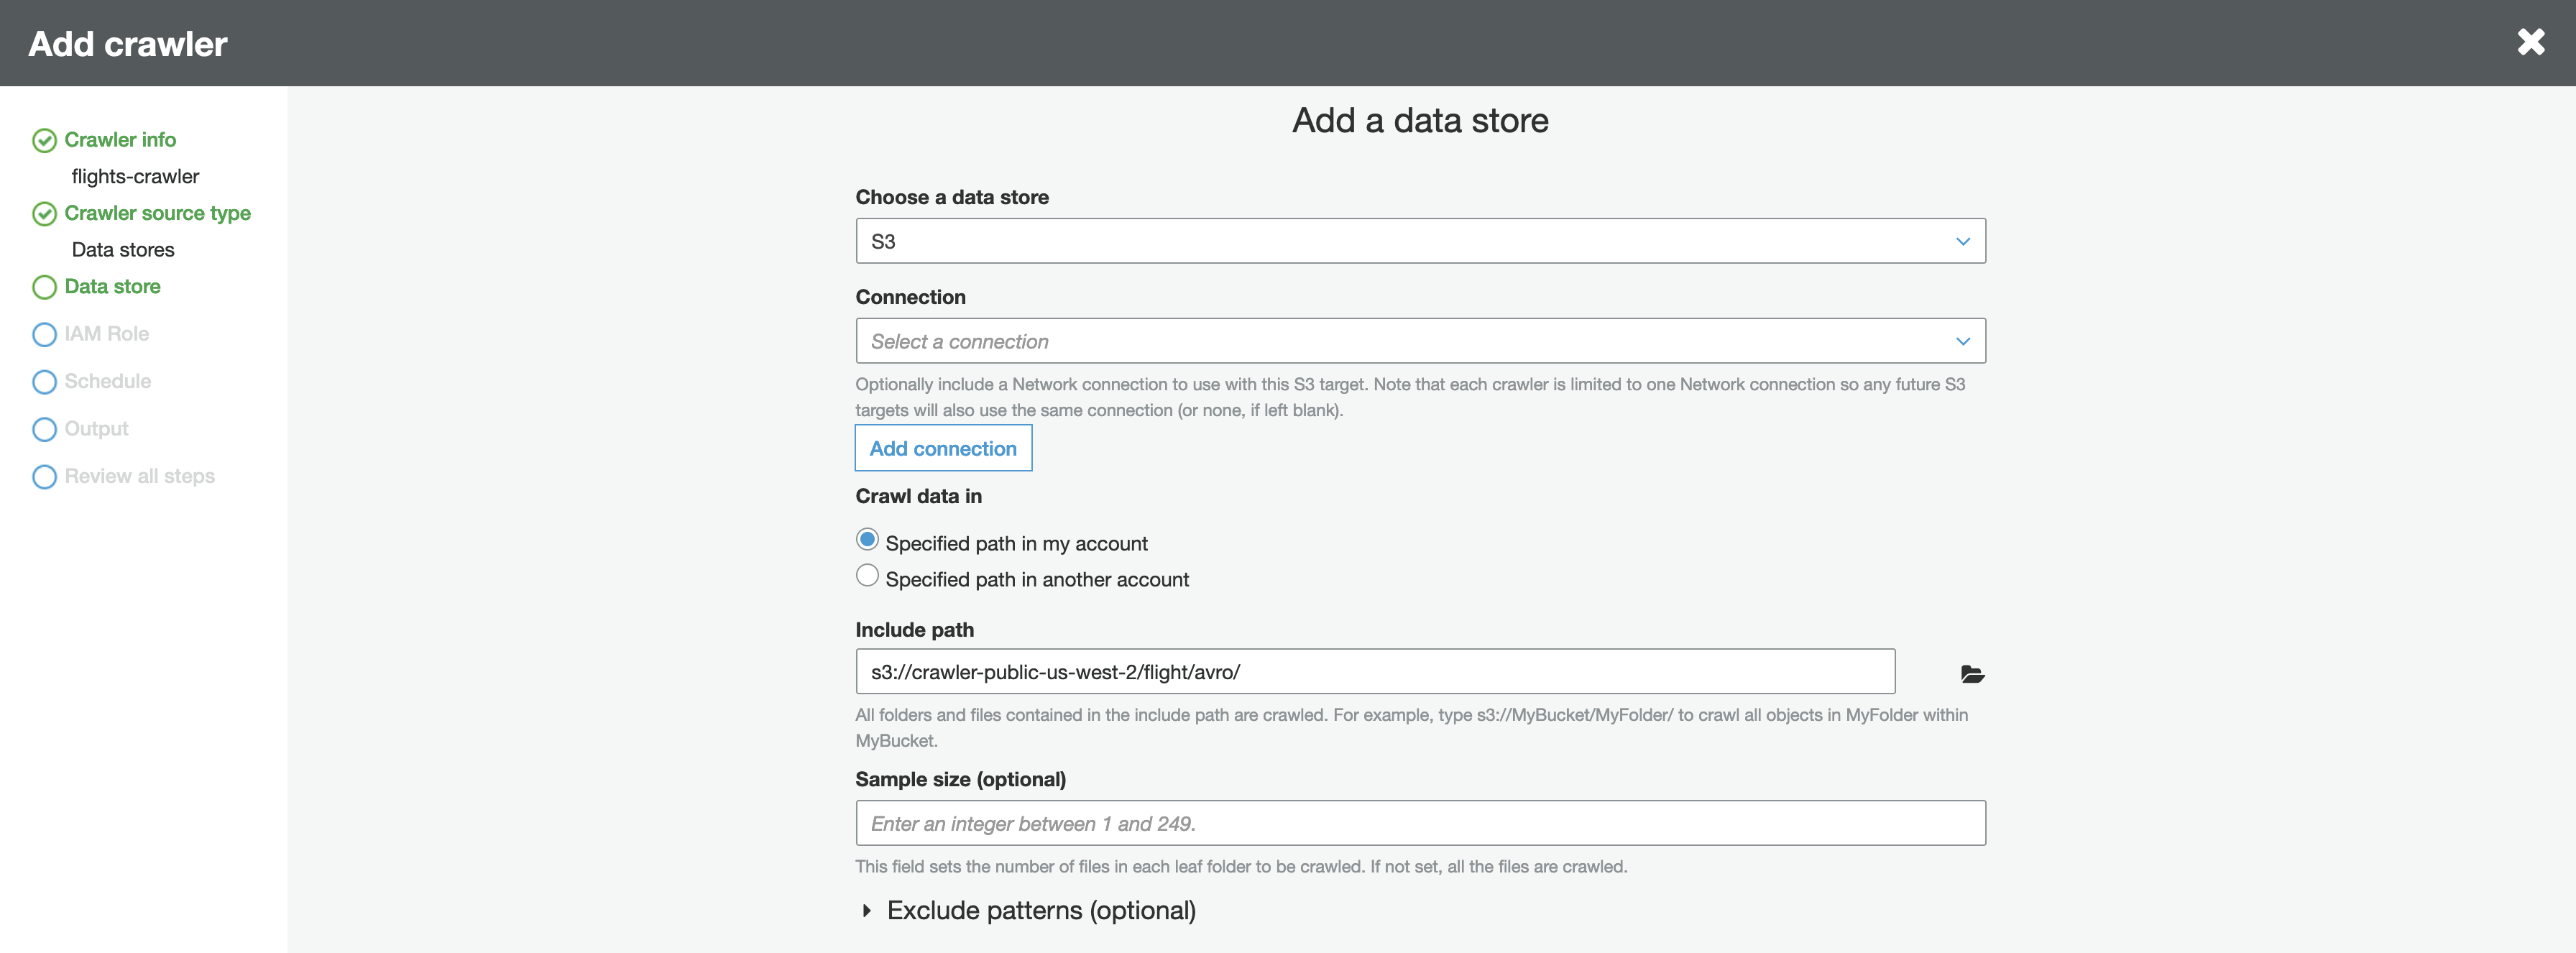 Add crawler
Crawler info
flights-crawler
Crawler source type
Data stores
Data store
IAM Role
Schedule
Output
Review all steps
Add a data store
Choose a data store
S3
Connection
Select a connection
Optionally include a Network connection to use with this S3 target. Note that each crawler is limited to one Network connection so any future S3
targets will also use the same connection (or none, if left blank).
Add connection
Crawl data in
Specified path in my account
Specified path in another account
Include path
s3://crawler-public-us-west-2/flight/avro/
All folders and files contained in the include path are crawled. For example, type s3://MyBucket/MyFolder/ to crawl all objects in MyFolder within
MyBucket.
Sample size (optional)
Enter an integer between 1 and 249.
This field sets the number of files in each leaf folder to be crawled. If not set, all the files are crawled.
Exclude patterns (optional)